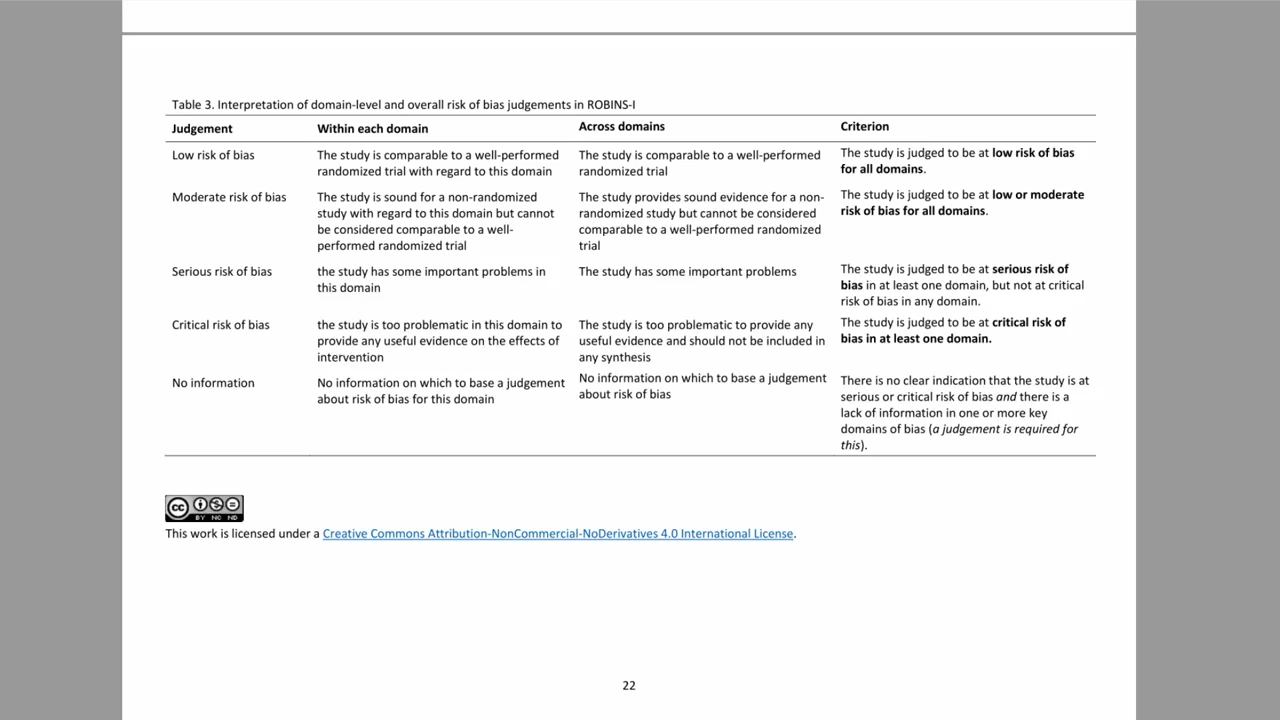 Table 3. Interpretation of domain-level and overall risk of bias judgements in ROBINS-I
Judgement
Within each domain
Across domains
Criterion
Low risk of bias
The study is comparable to a well-performed
randomized trial with regard to this domain
The study is comparable to a well-performed
randomized trial
The study is judged to be at low risk of bias
for all domains.
Moderate risk of bias
The study is sound for a non-randomized
study with regard to this domain but cannot
be considered comparable to a well-
performed randomized trial
The study provides sound evidence for a non-
randomized study but cannot be considered
comparable to a well-performed randomized
trial
The study is judged to be at low or moderate
risk of bias for all domains.
Serious risk of bias
the study has some important problems in
this domain
The study has some important problems
The study is judged to be at serious risk of
bias in at least one domain, but not at critical
risk of bias in any domain.
Critical risk of bias
the study is too problematic in this domain to
provide any useful evidence on the effects of
intervention
The study is too problematic to provide any
useful evidence and should not be included in
any synthesis
The study is judged to be at critical risk of
bias in at least one domain.
No information
No information on which to base a judgement
about risk of bias for this domain
No information on which to base a judgement
about risk of bias
There is no clear indication that the study is at
serious or critical risk of bias and there is a
lack of information in one or more key
domains of bias (a judgement is required for
this).
cc
BY NC ND
This work is licensed under a Creative Commons Attribution-NonCommercial-NoDerivatives 4.0 International License.
22